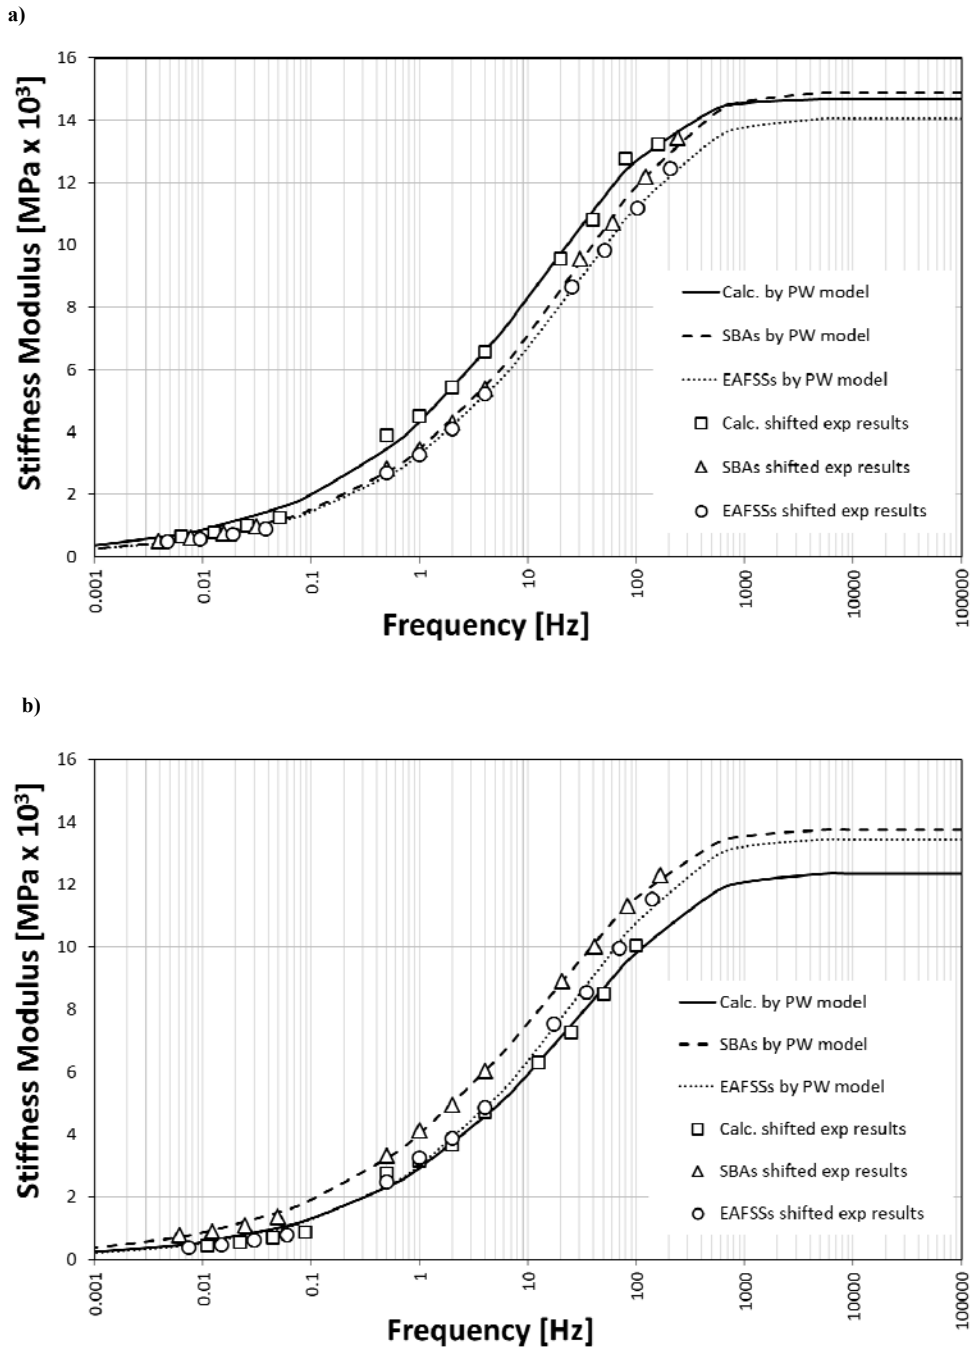 a)
16
14
12
10
8
6
4
2
0
Stiffness Modulus [MPa x 10³]
Calc. by PW model
SBAs by PW model
EAFSSs by PW model
Calc. shifted exp results
SBAs shifted exp results
EAFSSs shifted exp results
0.001
0.01
0.1
1
10
100
1000
10000
100000
Frequency [Hz]
b)
16
14
12
10
8
6
4
2
0
Stiffness Modulus [MPa x 10³]
Calc. by PW model
SBAs by PW model
EAFSSs by PW model
Calc. shifted exp results
SBAs shifted exp results
EAFSSs shifted exp results
0.001
0.01
0.1
1
10
100
1000
10000
100000
Frequency [Hz]